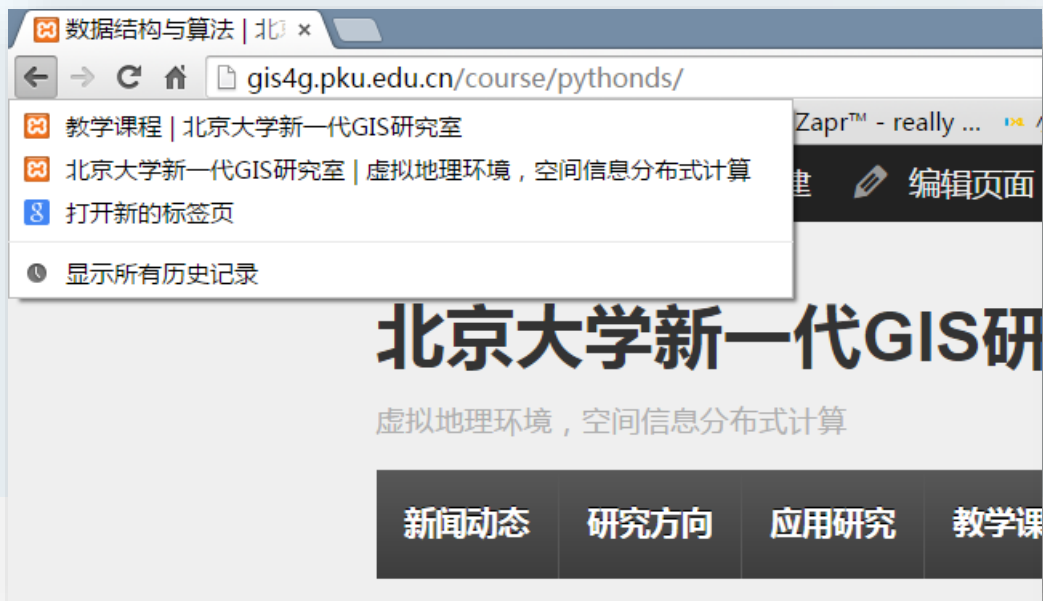 数据结构与算法 | 北
gis4g.pku.edu.cn/course/pythonds/
教学课程 | 北京大学新一代GIS研究室
Zapr™ - really ...
北京大学新一代GIS研究室 | 虚拟地理环境，空间信息分布式计算
建 编辑页面
打开新的标签页
显示所有历史记录
北京大学新一代GIS研
虚拟地理环境，空间信息分布式计算
新闻动态 研究方向 应用研究 教学课